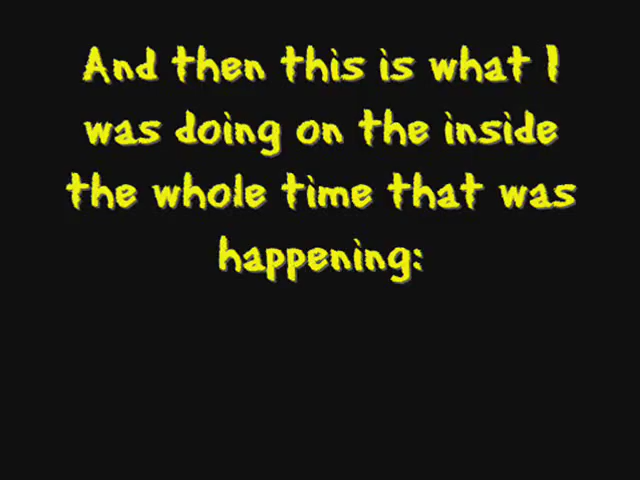 And then this is what I
was doing on the inside
the whole time that was
happening: